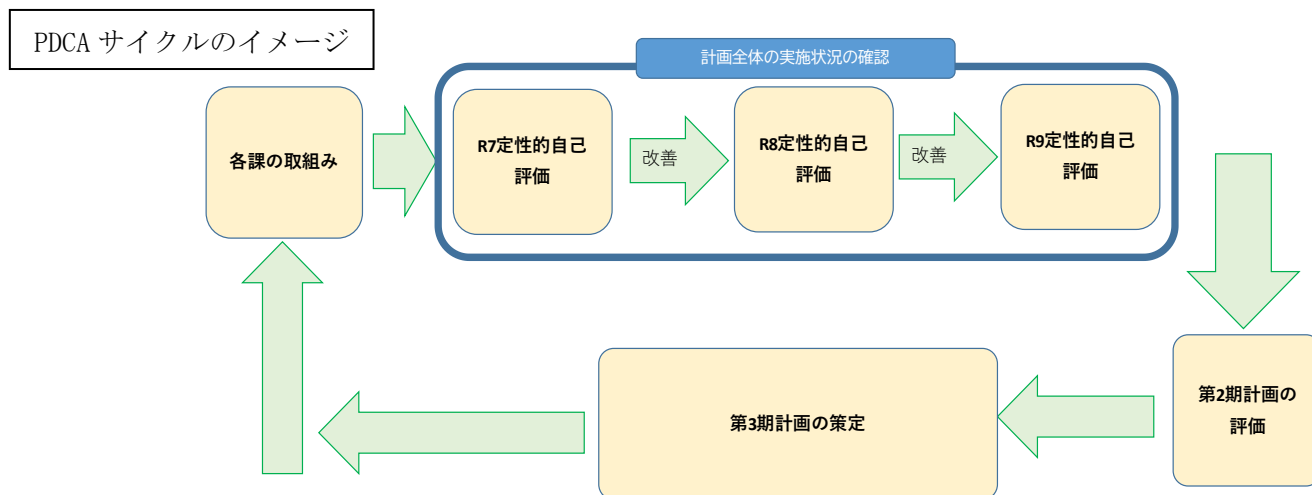 PDCA サイクルのイメージ
計画全体の実施状況の確認
各課の取組み
R7定性的自己
評価
改善
R8定性的自己
評価
改善
R9定性的自己
評価
第2期計画の
評価
第3期計画の策定